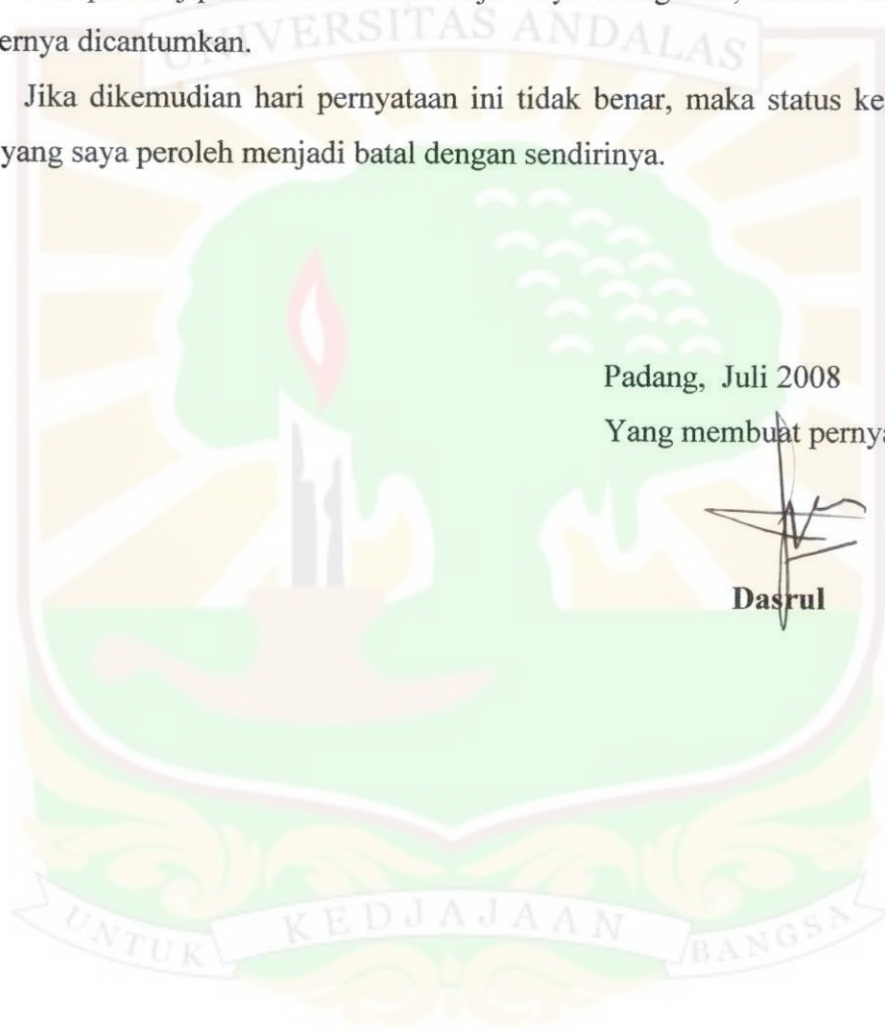 ernya dicantumkan.
UNIVERSITAS ANDALAS
Jika dikemudian hari pernyataan ini tidak benar, maka status ke
yang saya peroleh menjadi batal dengan sendirinya.
Padang, Juli 2008
Yang membuat pernya
Dasrul
UNTUK KEDJAJAAN BANGSA